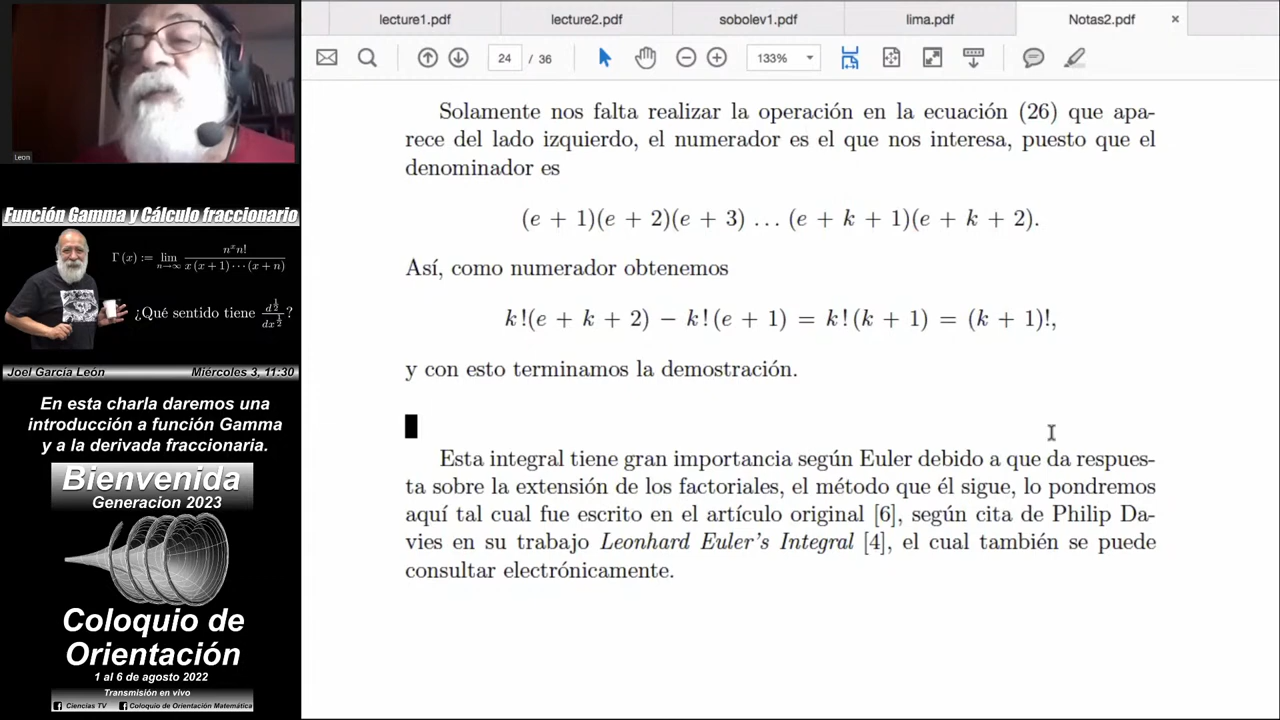 lecture1.pdf
lecture2.pdf
sobolev1.pdf
lima.pdf
Notas2.pdf
×
24 / 36
133%
Solamente nos falta realizar la operación en la ecuación (26) que apa-
rece del lado izquierdo, el numerador es el que nos interesa, puesto que el
denominador es
(e + 1)(e + 2)(e + 3) … (e + k + 1)(e + k + 2).
Así, como numerador obtenemos
k!(e + k + 2) − k!(e + 1) = k!(k + 1) = (k + 1)!,
y con esto terminamos la demostración.
Esta integral tiene gran importancia según Euler debido a que da respues-
ta sobre la extensión de los factoriales, el método que él sigue, lo pondremos
aquí tal cual fue escrito en el artículo original [6], según cita de Philip Da-
vies en su trabajo Leonhard Euler's Integral [4], el cual también se puede
consultar electrónicamente.
Leon
Función Gamma y Cálculo fraccionario
Γ(x) := lim n→∞ n^x n! / x(x+1)···(x+n)
¿Qué sentido tiene d^½/dx^½?
Joel García León
Miércoles 3, 11:30
En esta charla daremos una
introducción a función Gamma
y a la derivada fraccionaria.
Bienvenida
Generacion 2023
Coloquio de
Orientación
1 al 6 de agosto 2022
Transmisión en vivo
Ciencias TV
Coloquio de Orientación Matemática